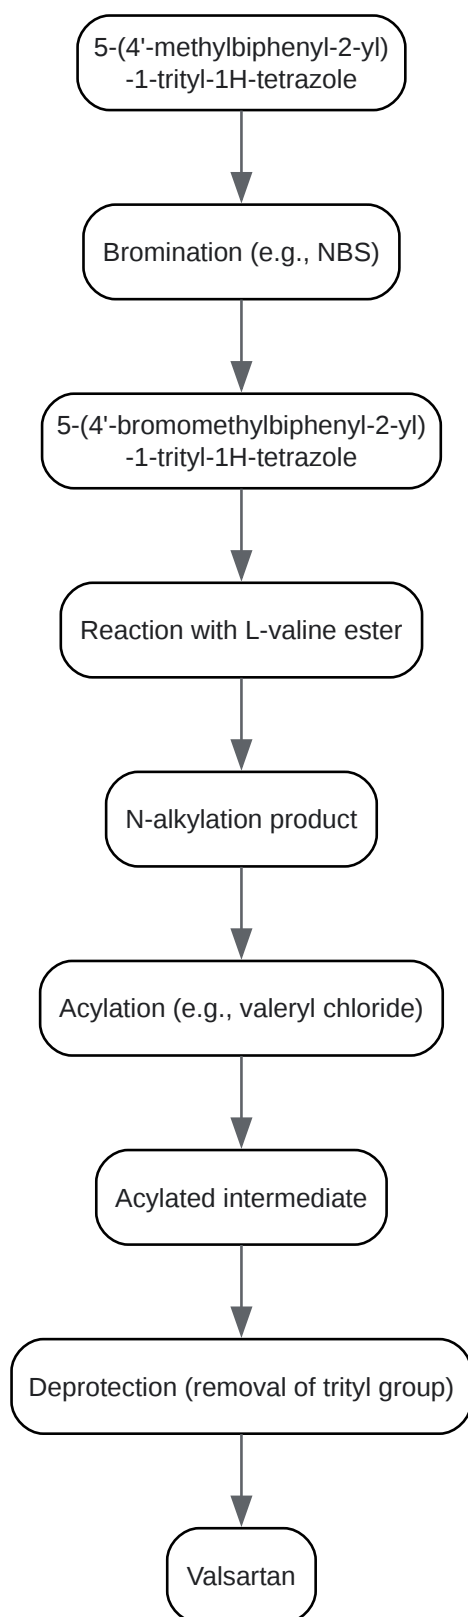 5-(4'-methylbiphenyl-2-yl)
-1-trityl-1H-tetrazole
Bromination (e.g., NBS)
5-(4'-bromomethylbiphenyl-2-yl)
-1-trityl-1H-tetrazole
Reaction with L-valine ester
N-alkylation product
Acylation (e.g., valeryl chloride)
Acylated intermediate
Deprotection (removal of trityl group)
Valsartan